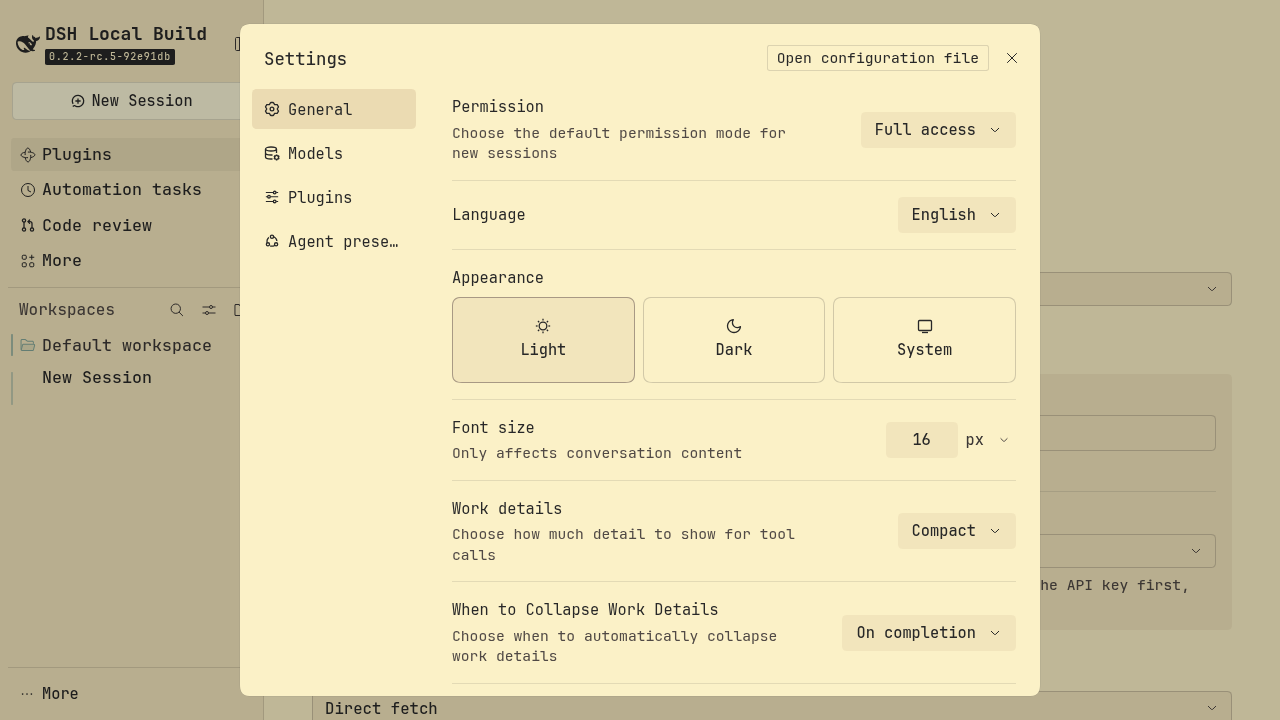 DSH Local Build
0.2.2-rc.5-92e91db
New Session
Plugins
Automation tasks
Code review
More
Workspaces
Default workspace
New Session
More
Settings
Open configuration file
General
Models
Plugins
Agent prese…
Permission
Choose the default permission mode for
new sessions
Full access
Language
English
Appearance
Light
Dark
System
Font size
Only affects conversation content
16 px
Work details
Choose how much detail to show for tool
calls
Compact
When to Collapse Work Details
Choose when to automatically collapse
work details
On completion
he API key first,
Direct fetch